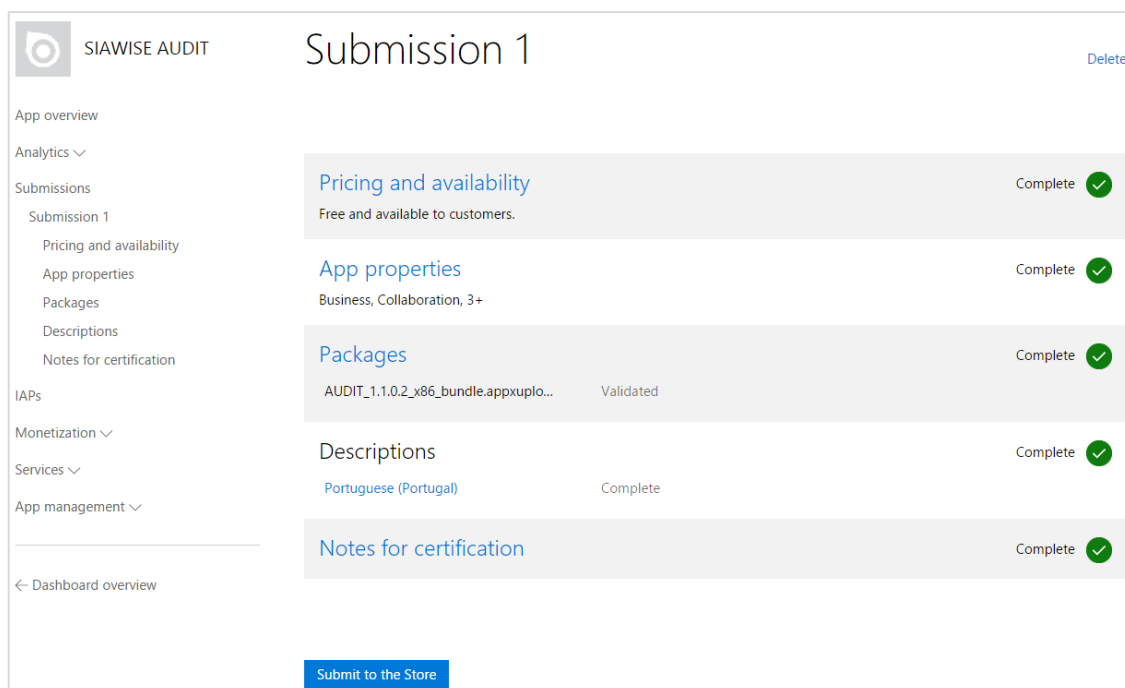 SIAWISE AUDIT
Submission 1
Delete
App overview
Analytics
Submissions
Submission 1
Pricing and availability
App properties
Packages
Descriptions
Notes for certification
IAPs
Monetization
Services
App management
← Dashboard overview
Pricing and availability
Complete
Free and available to customers.
App properties
Complete
Business, Collaboration, 3+
Packages
Complete
AUDIT_1.1.0.2_x86_bundle.appxuplo...
Validated
Descriptions
Complete
Portuguese (Portugal)
Complete
Notes for certification
Complete
Submit to the Store